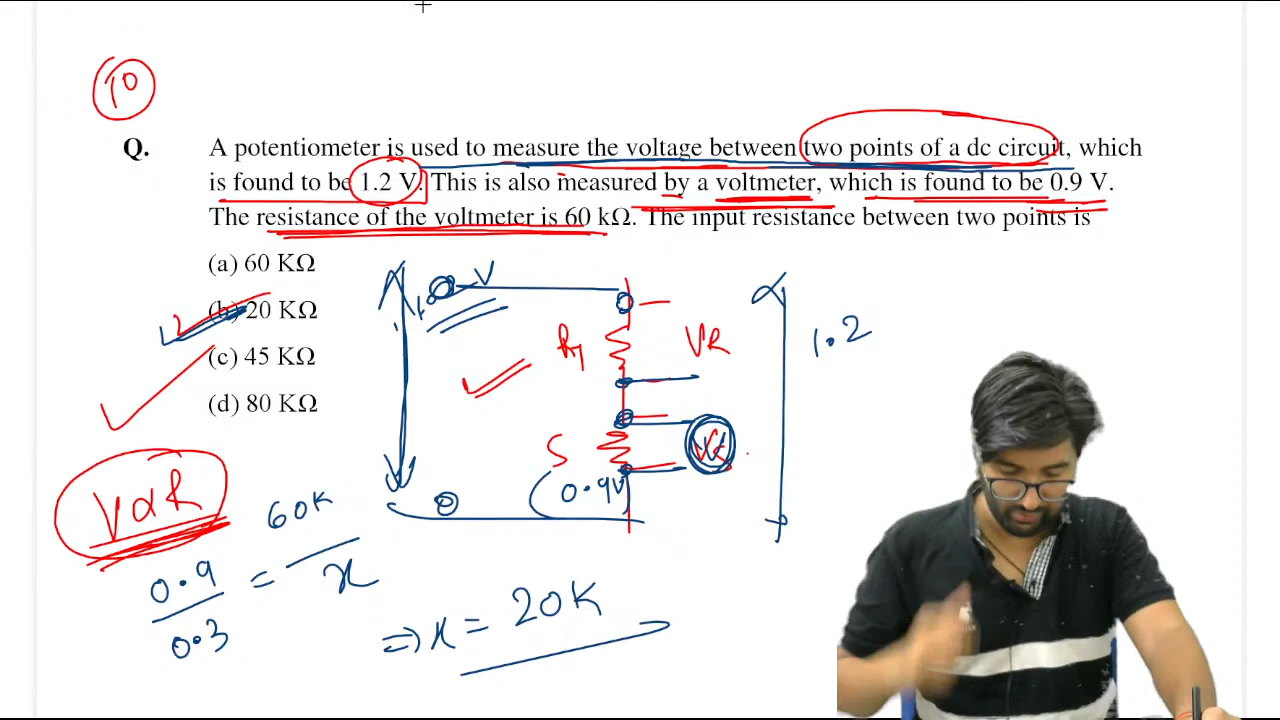 10
Q. A potentiometer is used to measure the voltage between two points of a dc circuit, which
is found to be 1.2 V. This is also measured by a voltmeter, which is found to be 0.9 V.
The resistance of the voltmeter is 60 kΩ. The input resistance between two points is
(a) 60 KΩ
(b) 20 KΩ
(c) 45 KΩ
(d) 80 KΩ
V
R1
VR
1.2
S
0.9V
V α R
0.9/0.3 = 60K/x
⇒ x = 20K